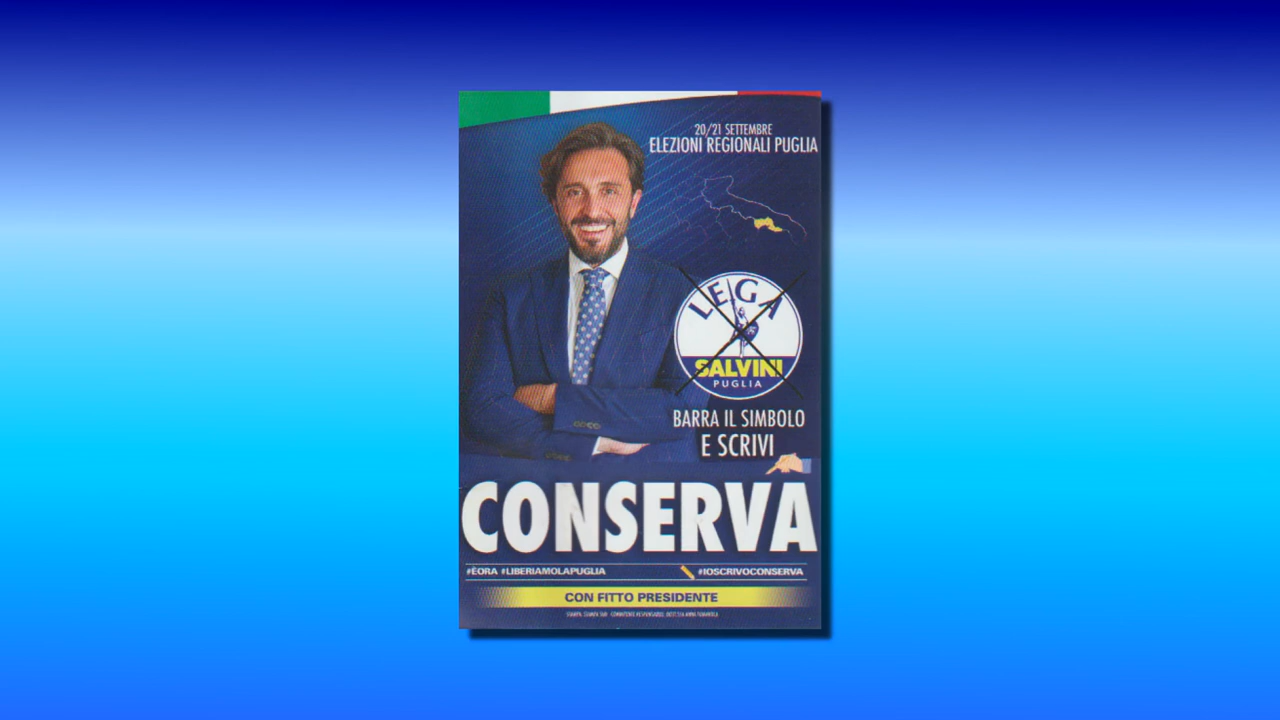 20/21 SETTEMBRE
ELEZIONI REGIONALI PUGLIA
LEGA
SALVINI
PUGLIA
BARRA IL SIMBOLO
E SCRIVI
CONSERVA
#ÈORA #LIBERIAMOLAPUGLIA #IOSCRIVOCONSERVA
CON FITTO PRESIDENTE